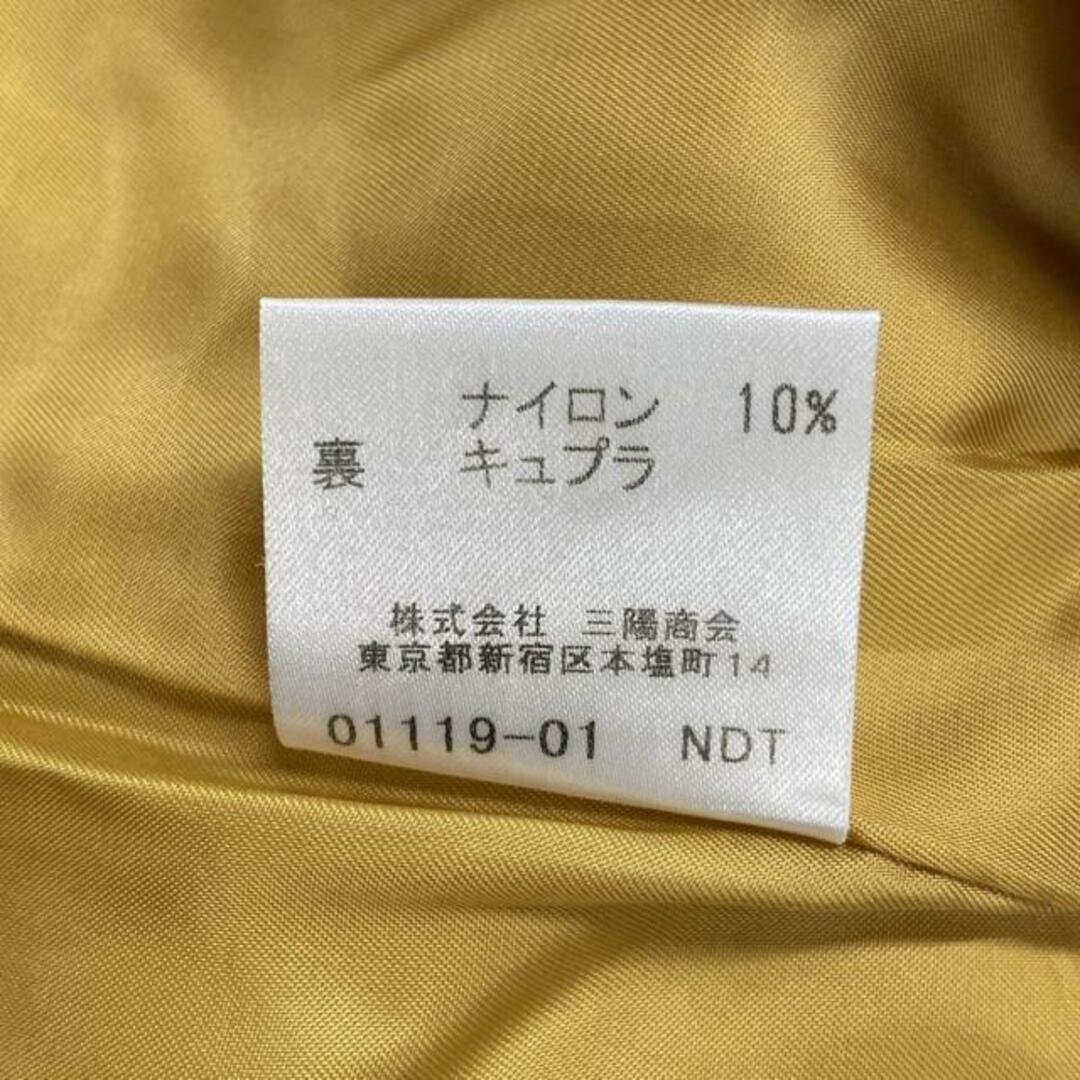 ナイロン 10%
裏 キュプラ
株式会社 三陽商会
東京都新宿区本塩町14
01119-01 NDT